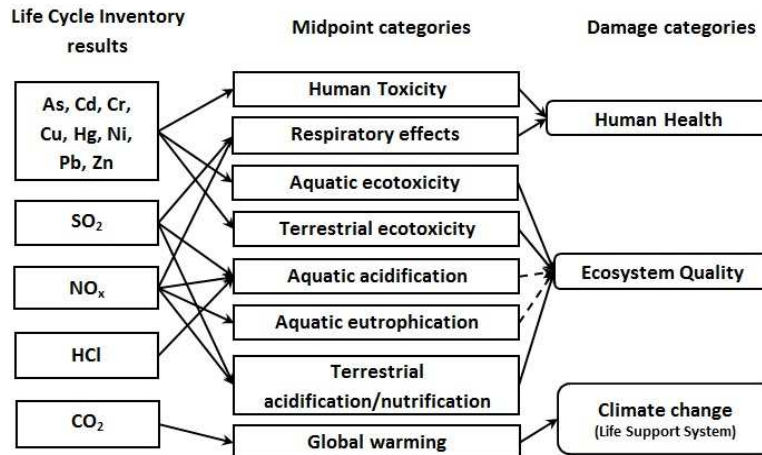 Life Cycle Inventory
results
Midpoint categories
Damage categories
As, Cd, Cr,
Cu, Hg, Ni,
Pb, Zn
SO₂
NOₓ
HCl
CO₂
Human Toxicity
Respiratory effects
Aquatic ecotoxicity
Terrestrial ecotoxicity
Aquatic acidification
Aquatic eutrophication
Terrestrial
acidification/nutrification
Global warming
Human Health
Ecosystem Quality
Climate change
(Life Support System)